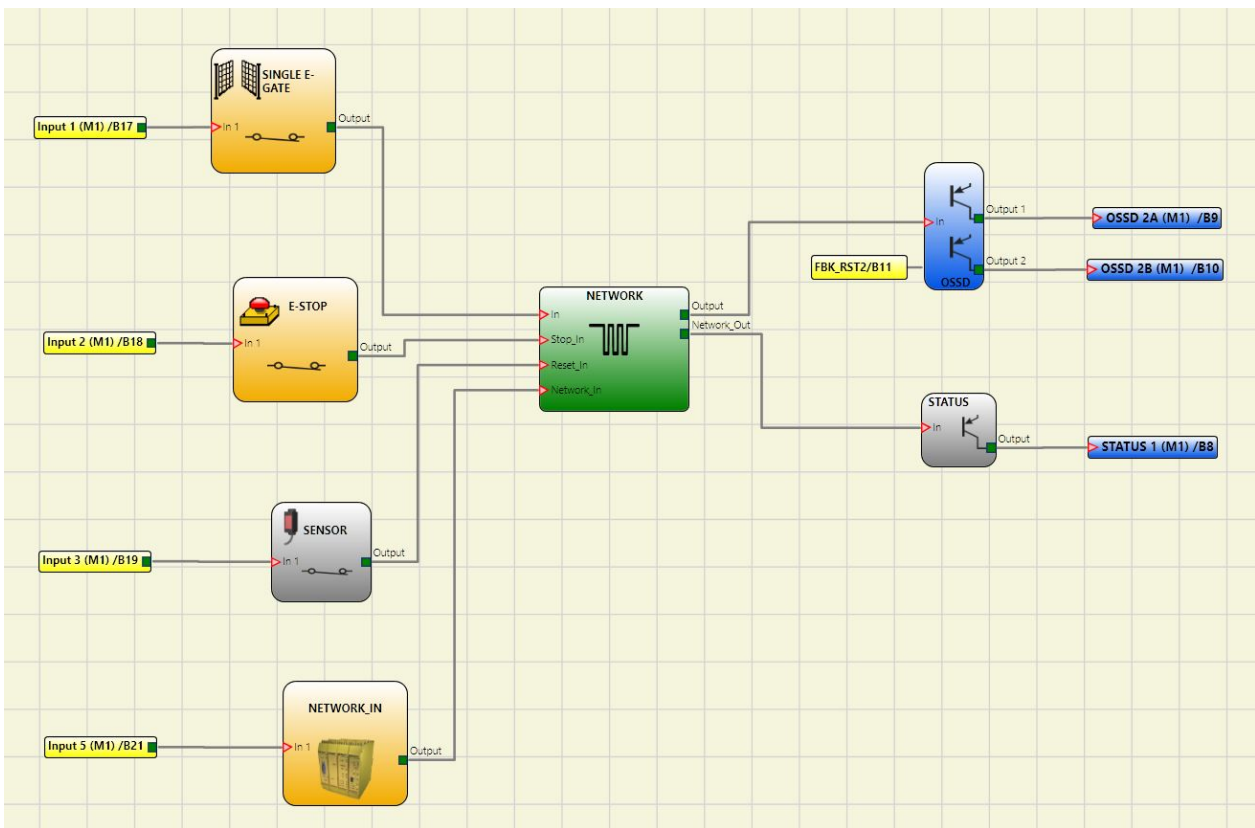 SINGLE E-
GATE
Input 1 (M1) /B17
In 1
Output
E-STOP
Input 2 (M1) /B18
In 1
Output
SENSOR
Input 3 (M1) /B19
In 1
Output
NETWORK_IN
Input 5 (M1) /B21
In 1
Output
NETWORK
In
Stop_In
Reset_In
Network_In
Output
Network_Out
In
Output 1
Output 2
OSSD
FBK_RST2/B11
OSSD 2A (M1) /B9
OSSD 2B (M1) /B10
STATUS
In
Output
STATUS 1 (M1) /B8